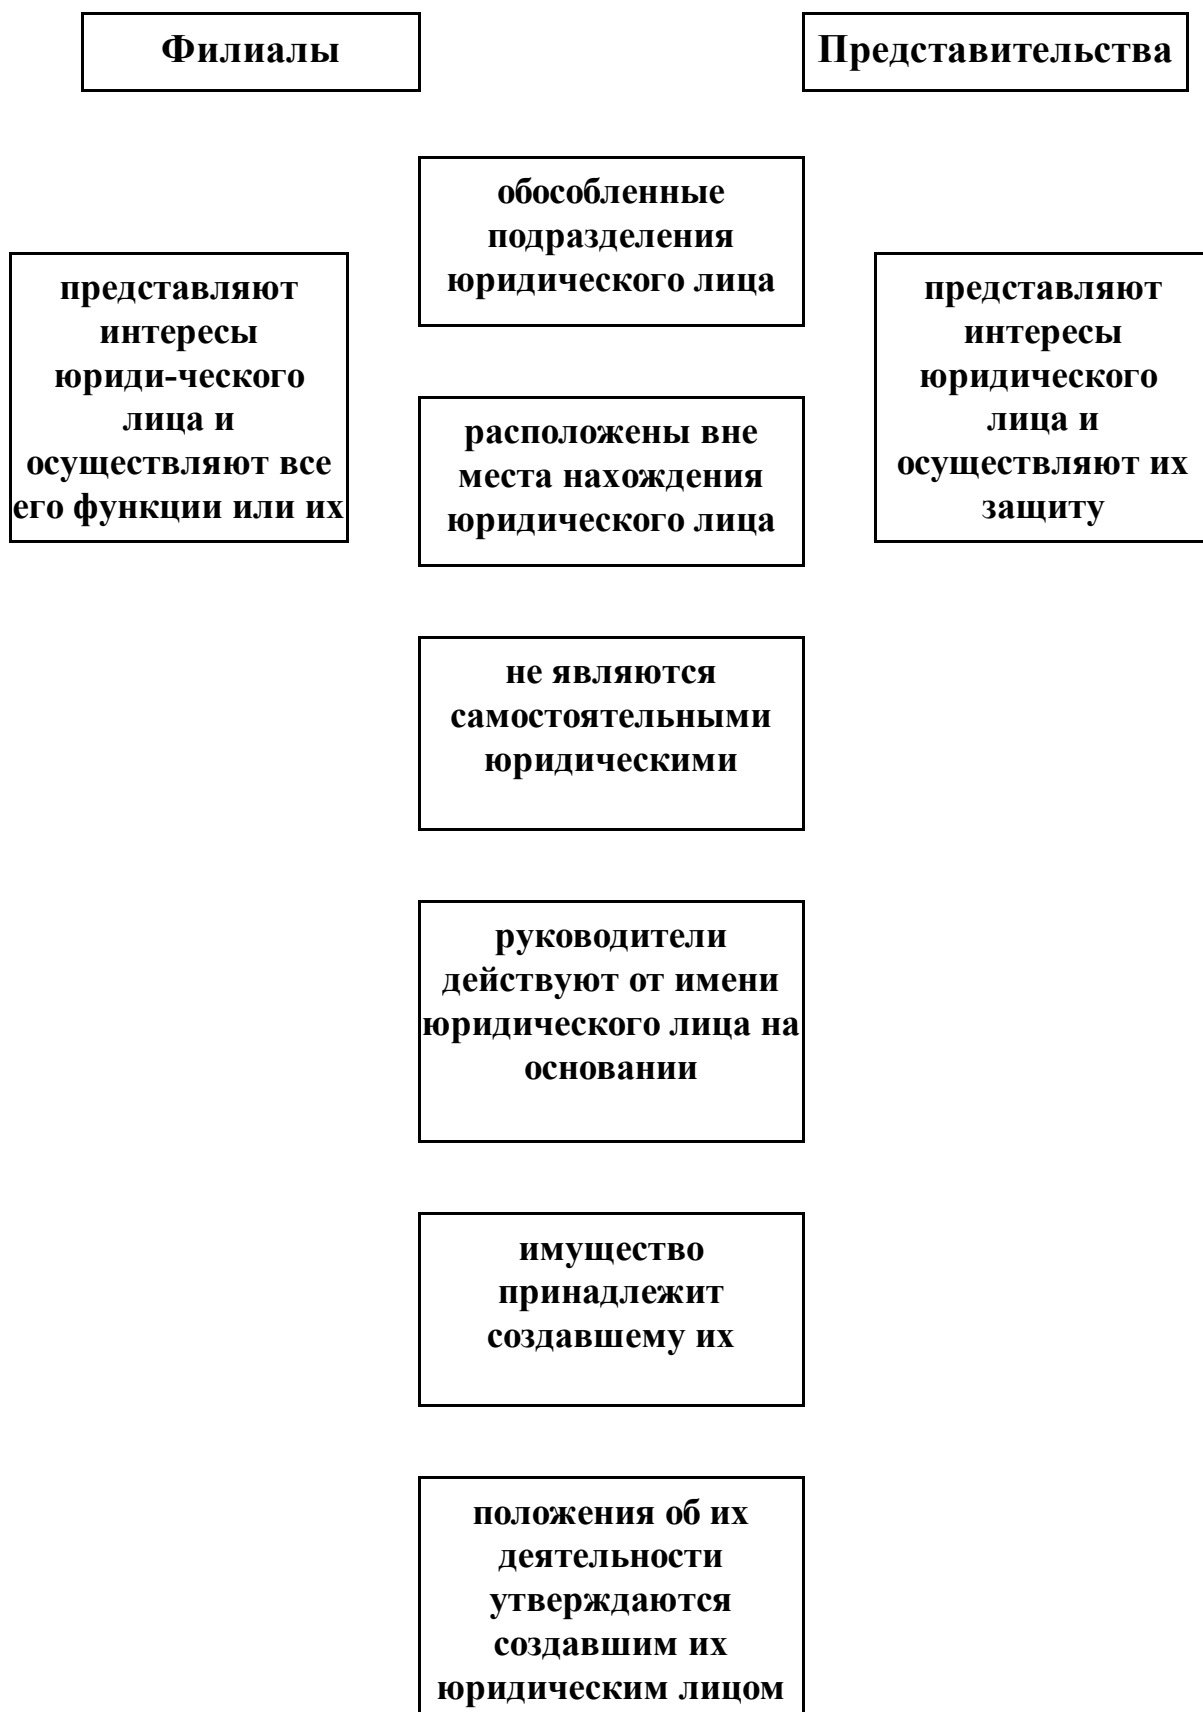 Филиалы
Представительства
обособленные
подразделения
юридического лица
представляют
интересы
юриди-ческого
лица и
осуществляют все
его функции или их
представляют
интересы
юридического
лица и
осуществляют их
защиту
расположены вне
места нахождения
юридического лица
не являются
самостоятельными
юридическими
руководители
действуют от имени
юридического лица на
основании
имущество
принадлежит
создавшему их
положения об их
деятельности
утверждаются
создавшим их
юридическим лицом